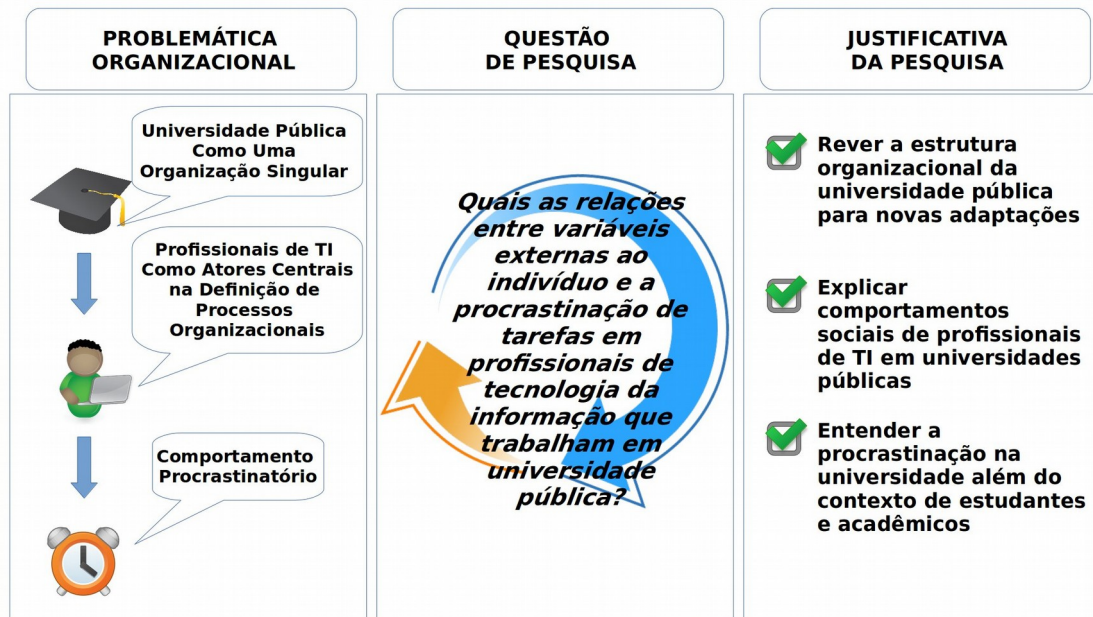 PROBLEMÁTICA
ORGANIZACIONAL
Universidade Pública
Como Uma
Organização Singular
Profissionais de TI
Como Atores Centrais
na Definição de
Processos
Organizacionais
Comportamento
Procrastinatório
QUESTÃO
DE PESQUISA
Quais as relações
entre variáveis
externas ao
indivíduo e a
procrastinação de
tarefas em
profissionais de
tecnologia da
informação que
trabalham em
universidade
pública?
JUSTIFICATIVA
DA PESQUISA
Rever a estrutura
organizacional da
universidade pública
para novas adaptações
Explicar
comportamentos
sociais de profissionais
de TI em universidades
públicas
Entender a
procrastinação na
universidade além do
contexto de estudantes
e acadêmicos